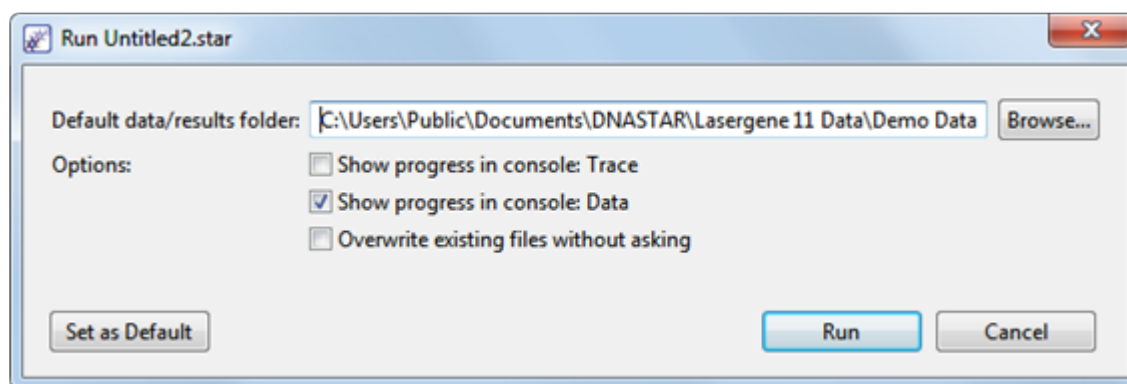 Run Untitled2.star
Default data/results folder: C:\Users\Public\Documents\DNASTAR\Lasergene 11 Data\Demo Data Browse...
Options: Show progress in console: Trace
Show progress in console: Data
Overwrite existing files without asking
Set as Default Run Cancel